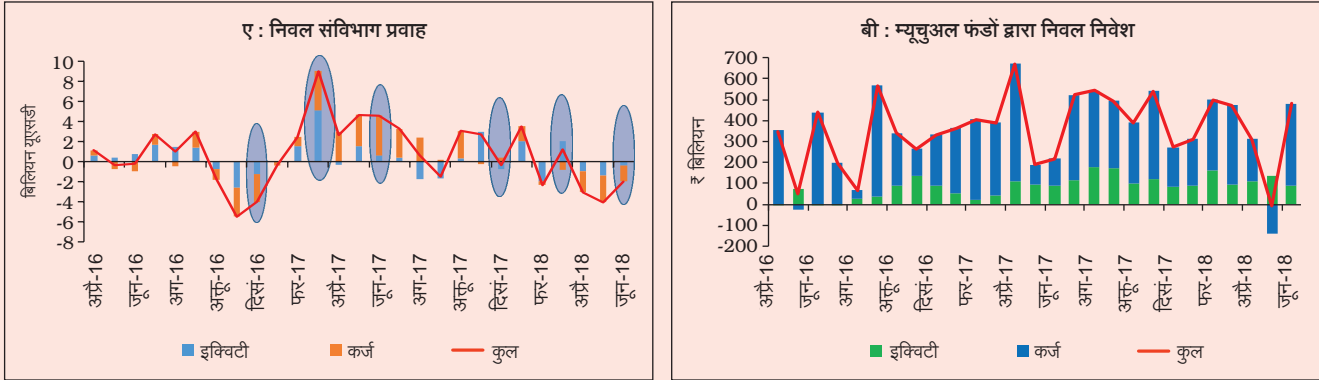 ए : निवल संविभाग प्रवाह
बिलियन यूएसडी
10
8
6
4
2
0
-2
-4
-6
-8
अप्रै-16
जून-16
अग-16
अक्तू-16
दिसं-16
फर-17
अप्रै-17
जून-17
अग-17
अक्तू-17
दिसं-17
फर-18
अप्रै-18
जून-18
इक्विटी कर्ज कुल
बी : म्यूचुअल फंडों द्वारा निवल निवेश
₹ बिलियन
700
600
500
400
300
200
100
0
-100
-200
अप्रै-16
जून-16
अग-16
अक्तू-16
दिसं-16
फर-17
अप्रै-17
जून-17
अग-17
अक्तू-17
दिसं-17
फर-18
अप्रै-18
जून-18
इक्विटी कर्ज कुल